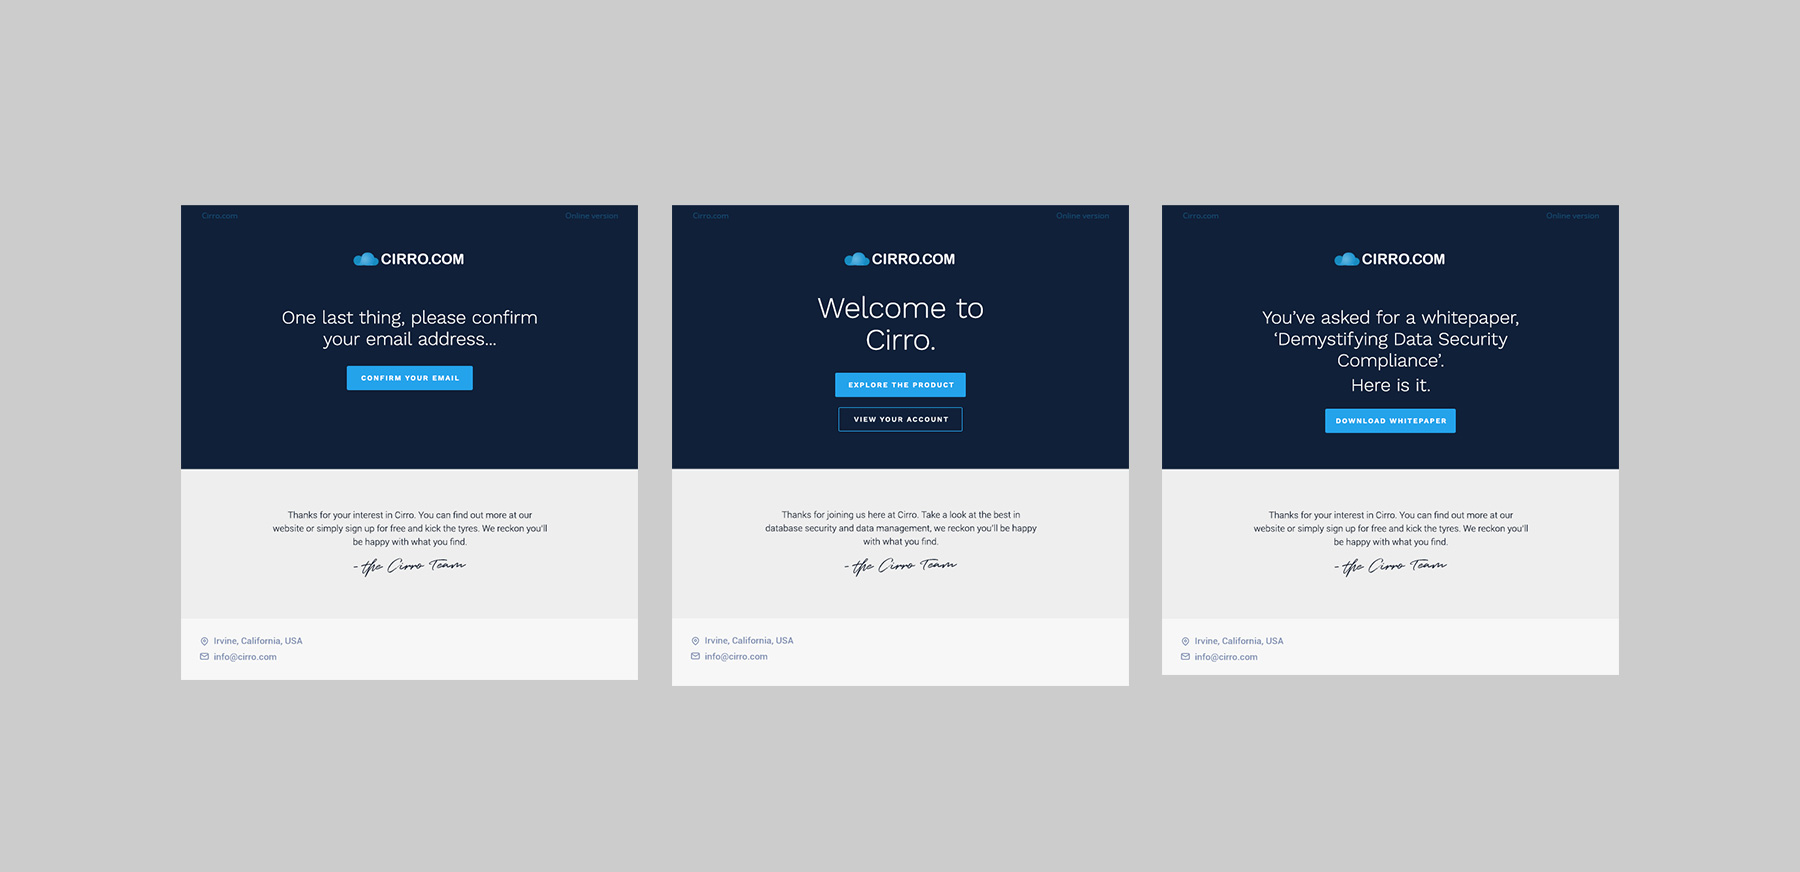 Cirro.com
Online version
CIRRO.COM
One last thing, please confirm
your email address...
CONFIRM YOUR EMAIL
Thanks for your interest in Cirro. You can find out more at our
website or simply sign up for free and kick the tyres. We reckon you'll
be happy with what you find.
- the Cirro Team
Irvine, California, USA
info@cirro.com
Cirro.com
Online version
CIRRO.COM
Welcome to
Cirro.
EXPLORE THE PRODUCT
VIEW YOUR ACCOUNT
Thanks for joining us here at Cirro. Take a look at the best in
database security and data management, we reckon you'll be happy
with what you find.
- the Cirro Team
Irvine, California, USA
info@cirro.com
Cirro.com
Online version
CIRRO.COM
You’ve asked for a whitepaper,
‘Demystifying Data Security
Compliance’.
Here is it.
DOWNLOAD WHITEPAPER
Thanks for your interest in Cirro. You can find out more at our
website or simply sign up for free and kick the tyres. We reckon you'll
be happy with what you find.
- the Cirro Team
Irvine, California, USA
info@cirro.com